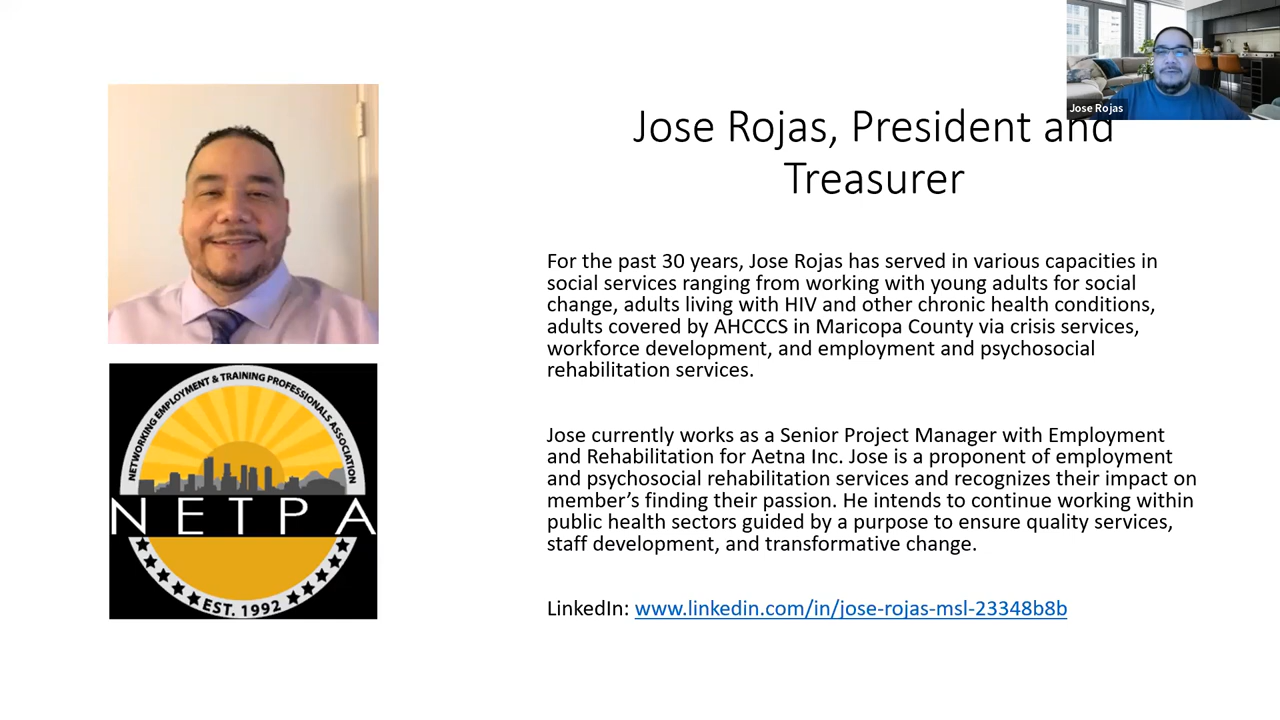 Jose Rojas
Jose Rojas, President and
Treasurer
For the past 30 years, Jose Rojas has served in various capacities in
social services ranging from working with young adults for social
change, adults living with HIV and other chronic health conditions,
adults covered by AHCCCS in Maricopa County via crisis services,
workforce development, and employment and psychosocial
rehabilitation services.
Jose currently works as a Senior Project Manager with Employment
and Rehabilitation for Aetna Inc. Jose is a proponent of employment
and psychosocial rehabilitation services and recognizes their impact on
member’s finding their passion. He intends to continue working within
public health sectors guided by a purpose to ensure quality services,
staff development, and transformative change.
LinkedIn: www.linkedin.com/in/jose-rojas-msl-23348b8b
NETWORKING EMPLOYMENT & TRAINING PROFESSIONALS ASSOCIATION
NETPA
EST. 1992